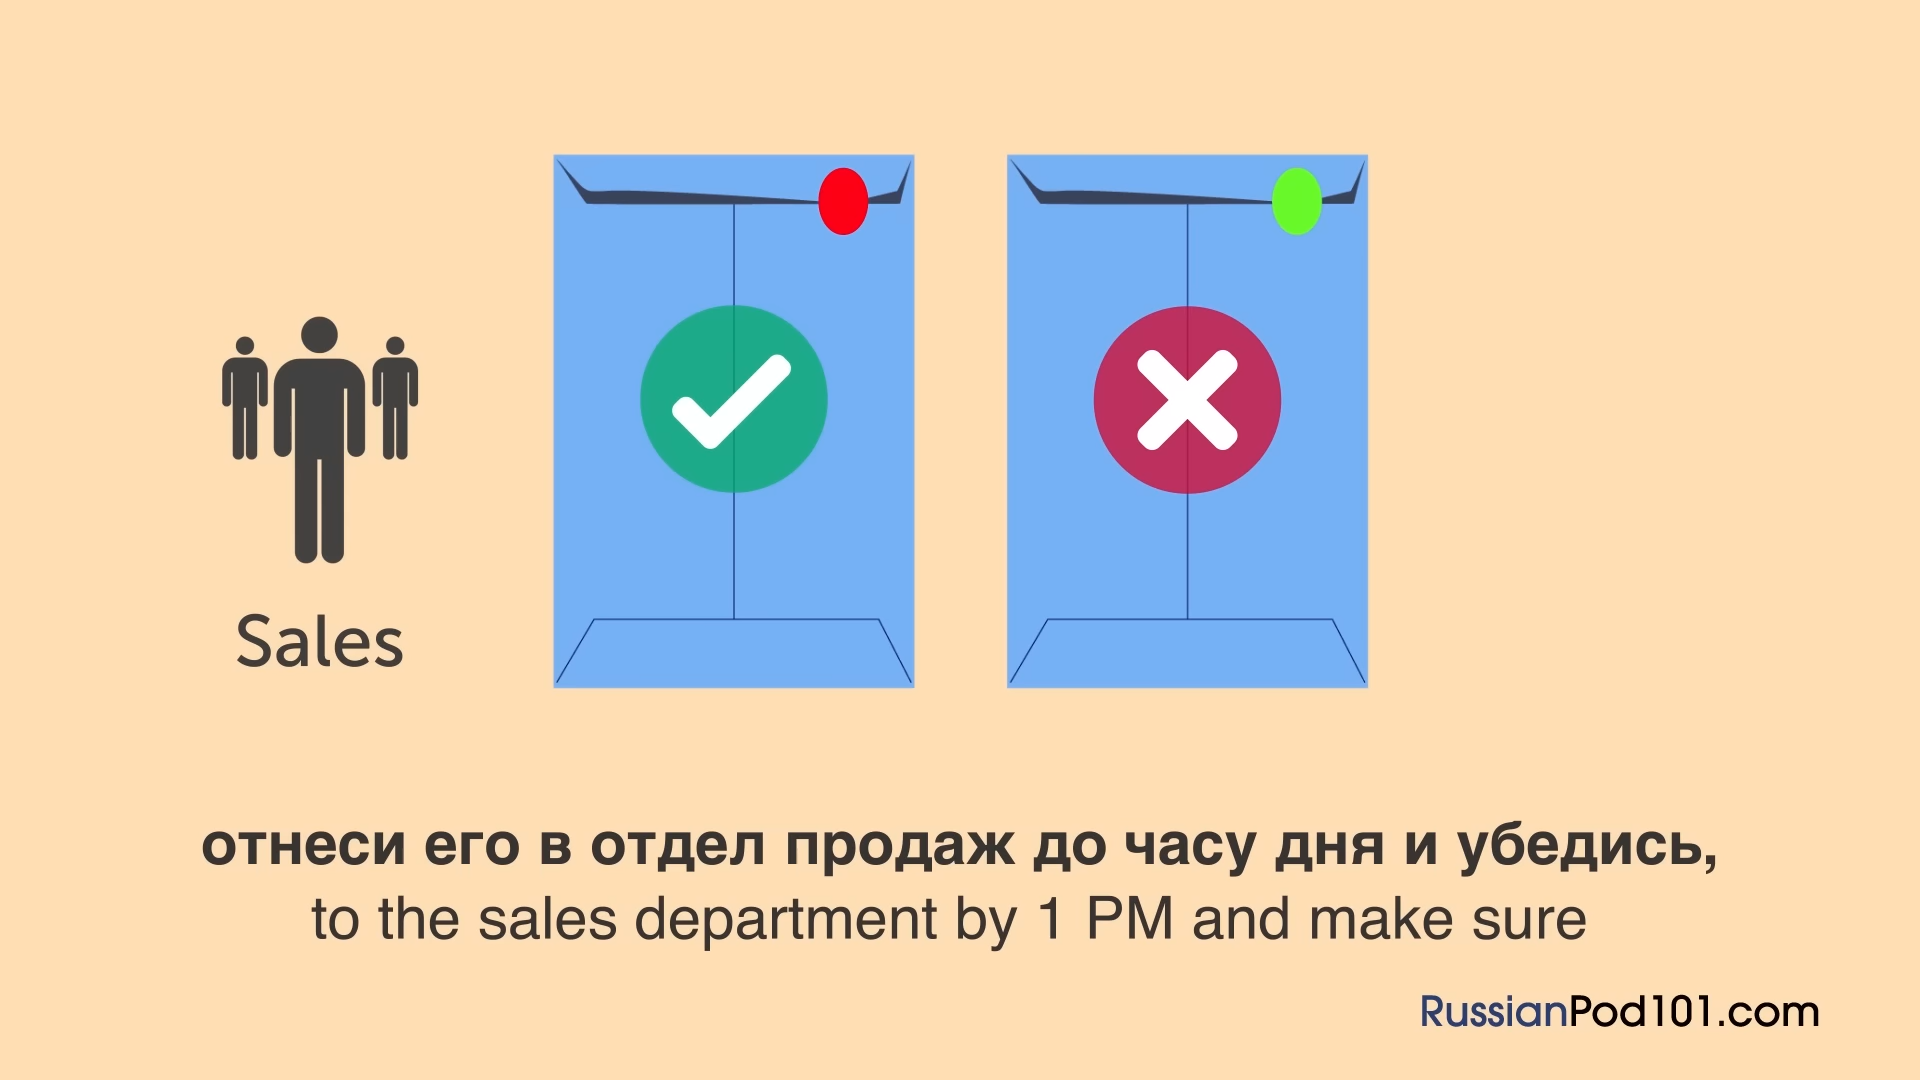 Sales
отнеси его в отдел продаж до часу дня и убедись,
to the sales department by 1 PM and make sure
RussianPod101.com